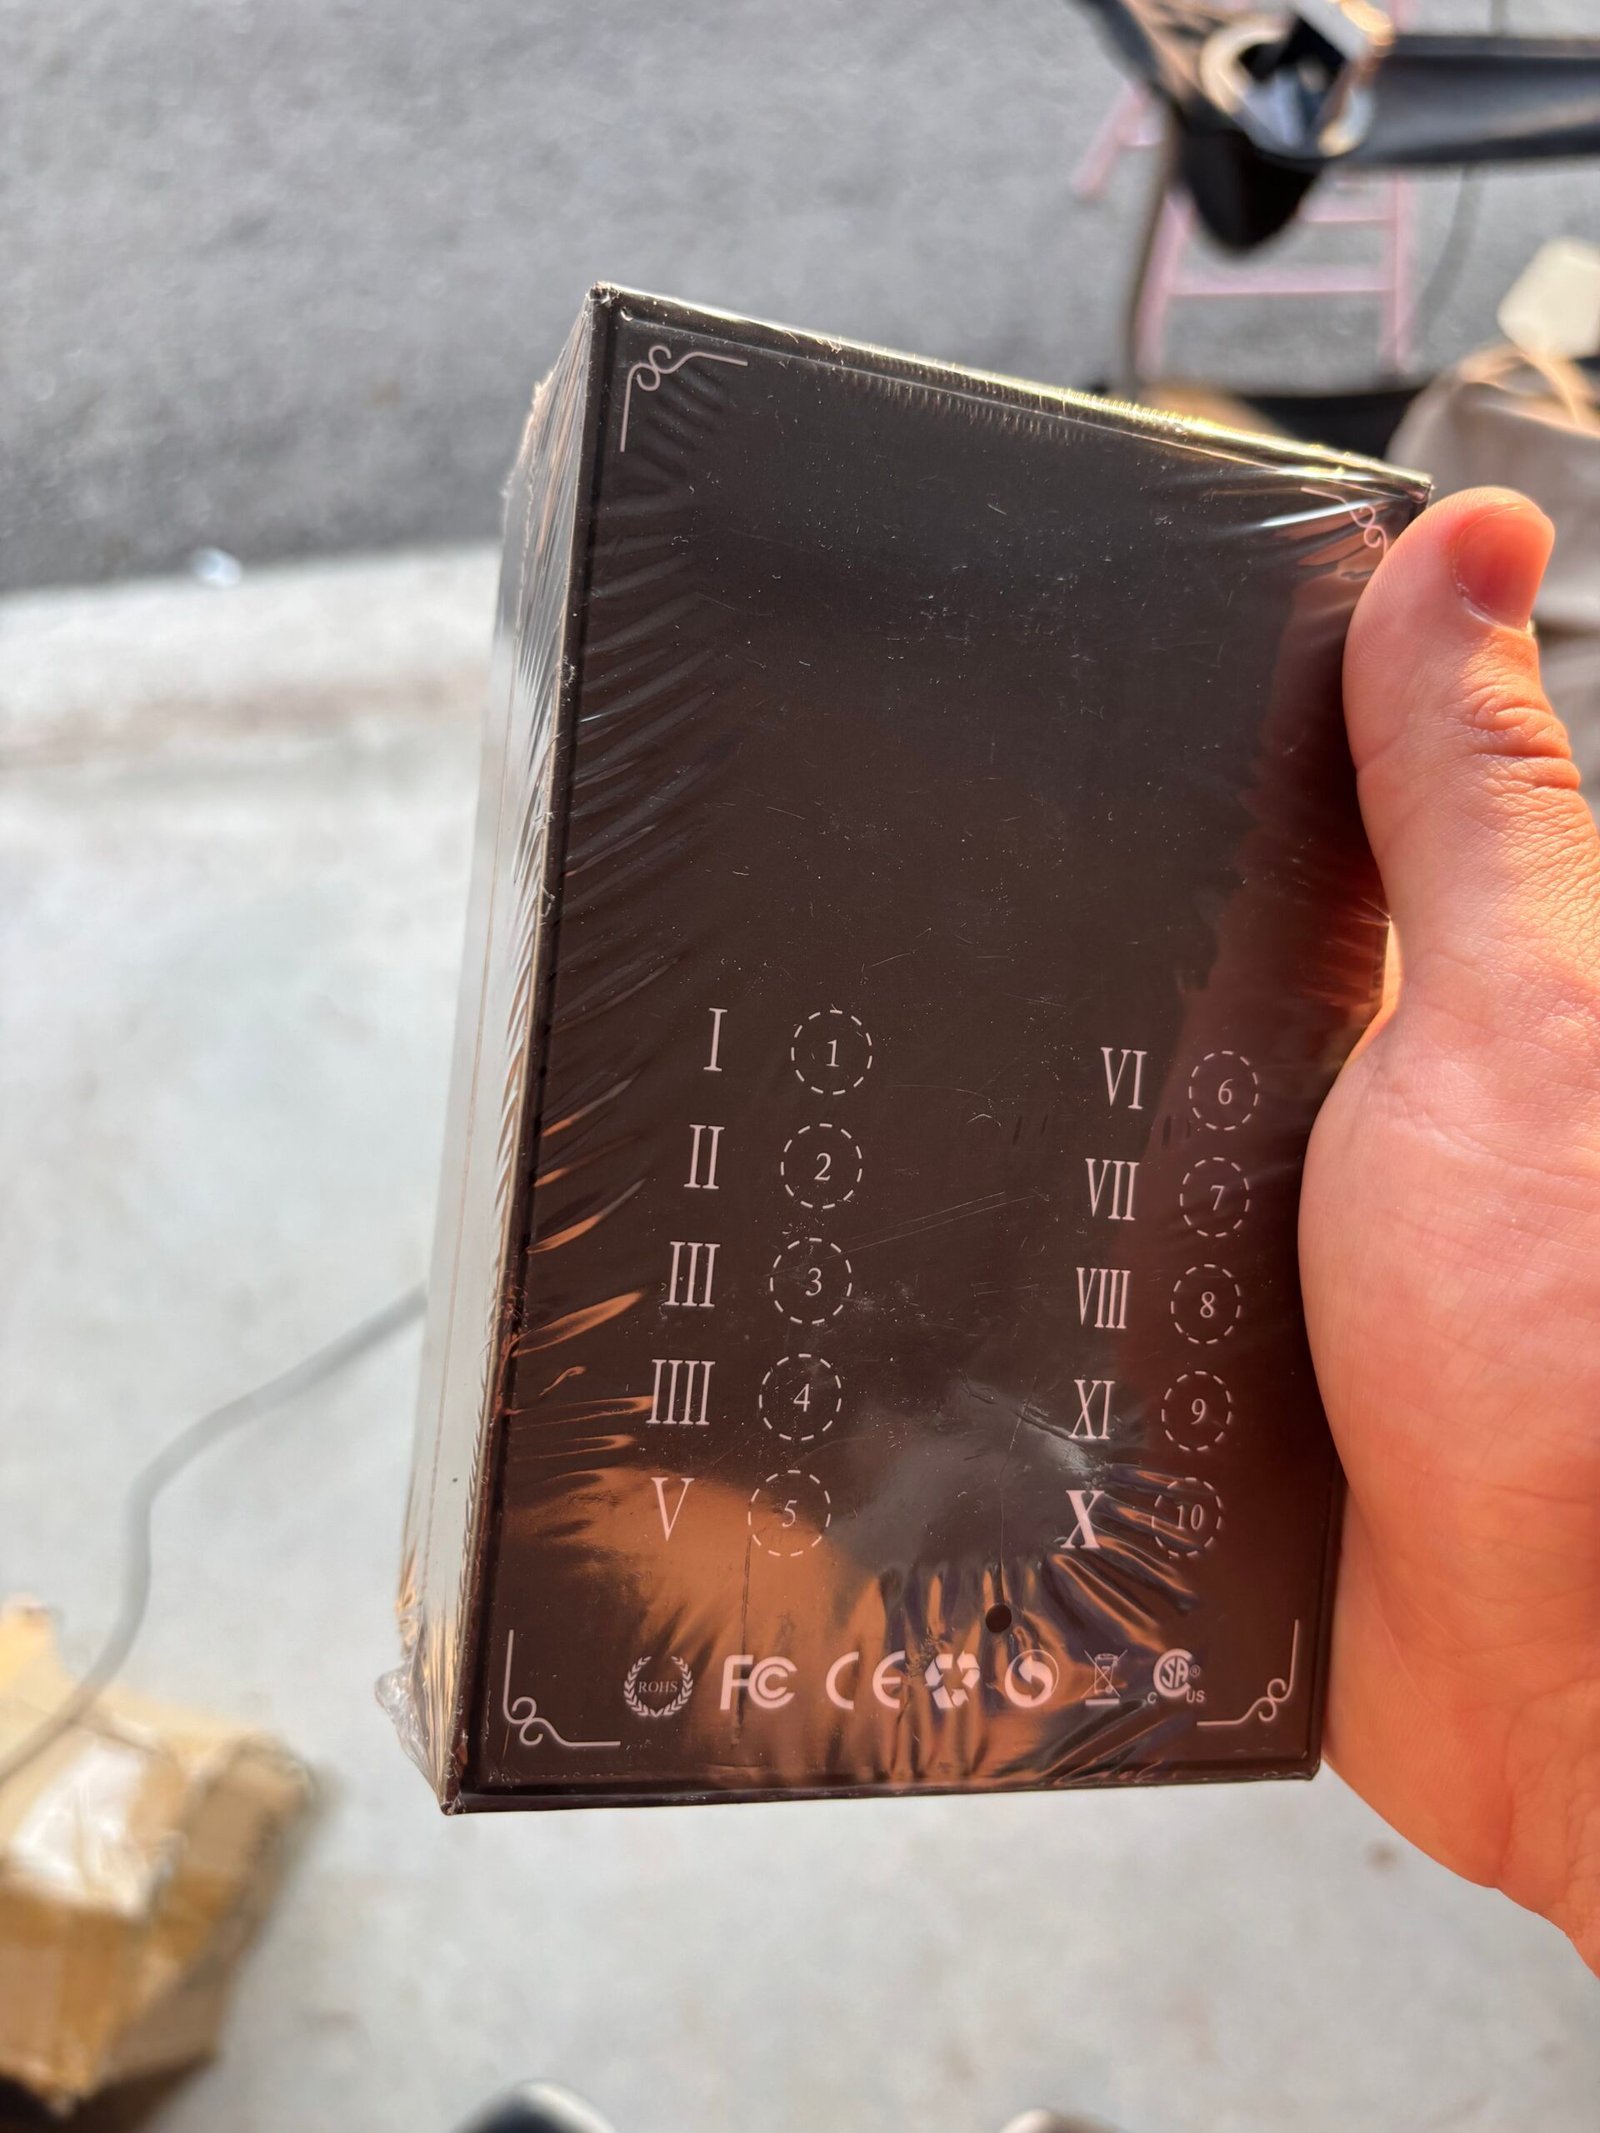 I 1
II 2
III 3
IIII 4
V 5
VI 6
VII 7
VIII 8
XI 9
X 10
ROHS FC CE SA® C US